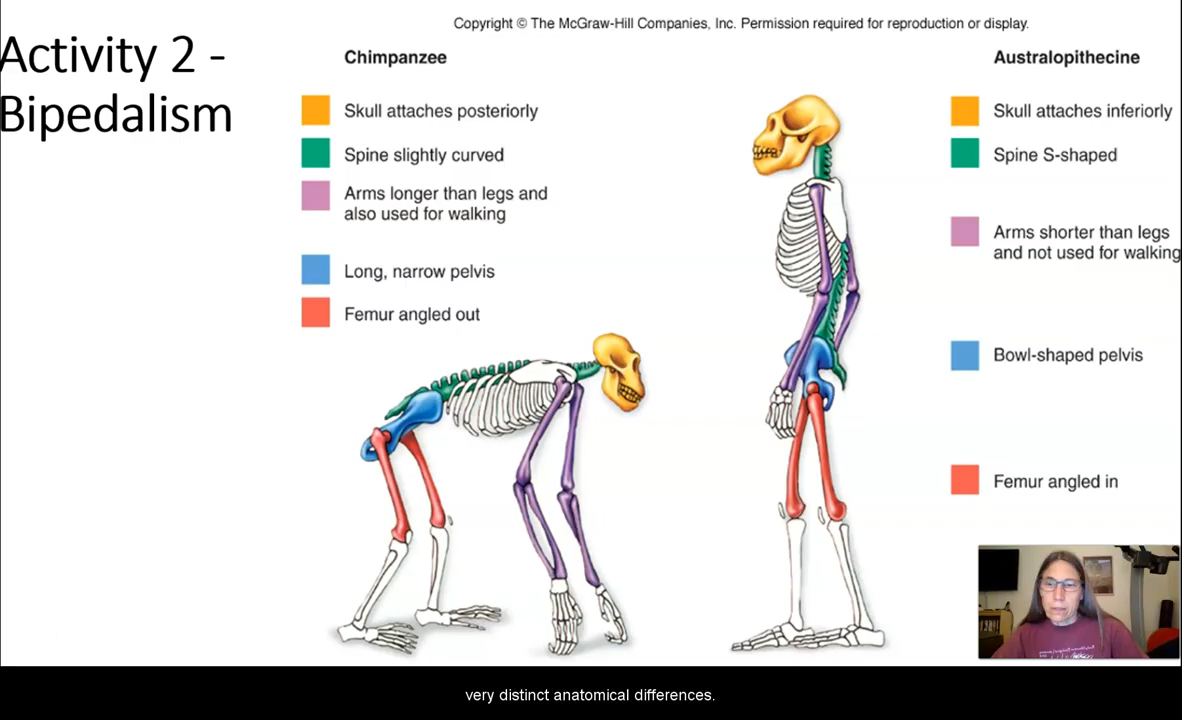 Copyright © The McGraw-Hill Companies, Inc. Permission required for reproduction or display.
Activity 2 -
Bipedalism
Chimpanzee
Skull attaches posteriorly
Spine slightly curved
Arms longer than legs and
also used for walking
Long, narrow pelvis
Femur angled out
Australopithecine
Skull attaches inferiorly
Spine S-shaped
Arms shorter than legs
and not used for walking
Bowl-shaped pelvis
Femur angled in
very distinct anatomical differences.